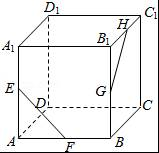 D₁ C₁
H
A₁ B₁
E G
D C
A F B